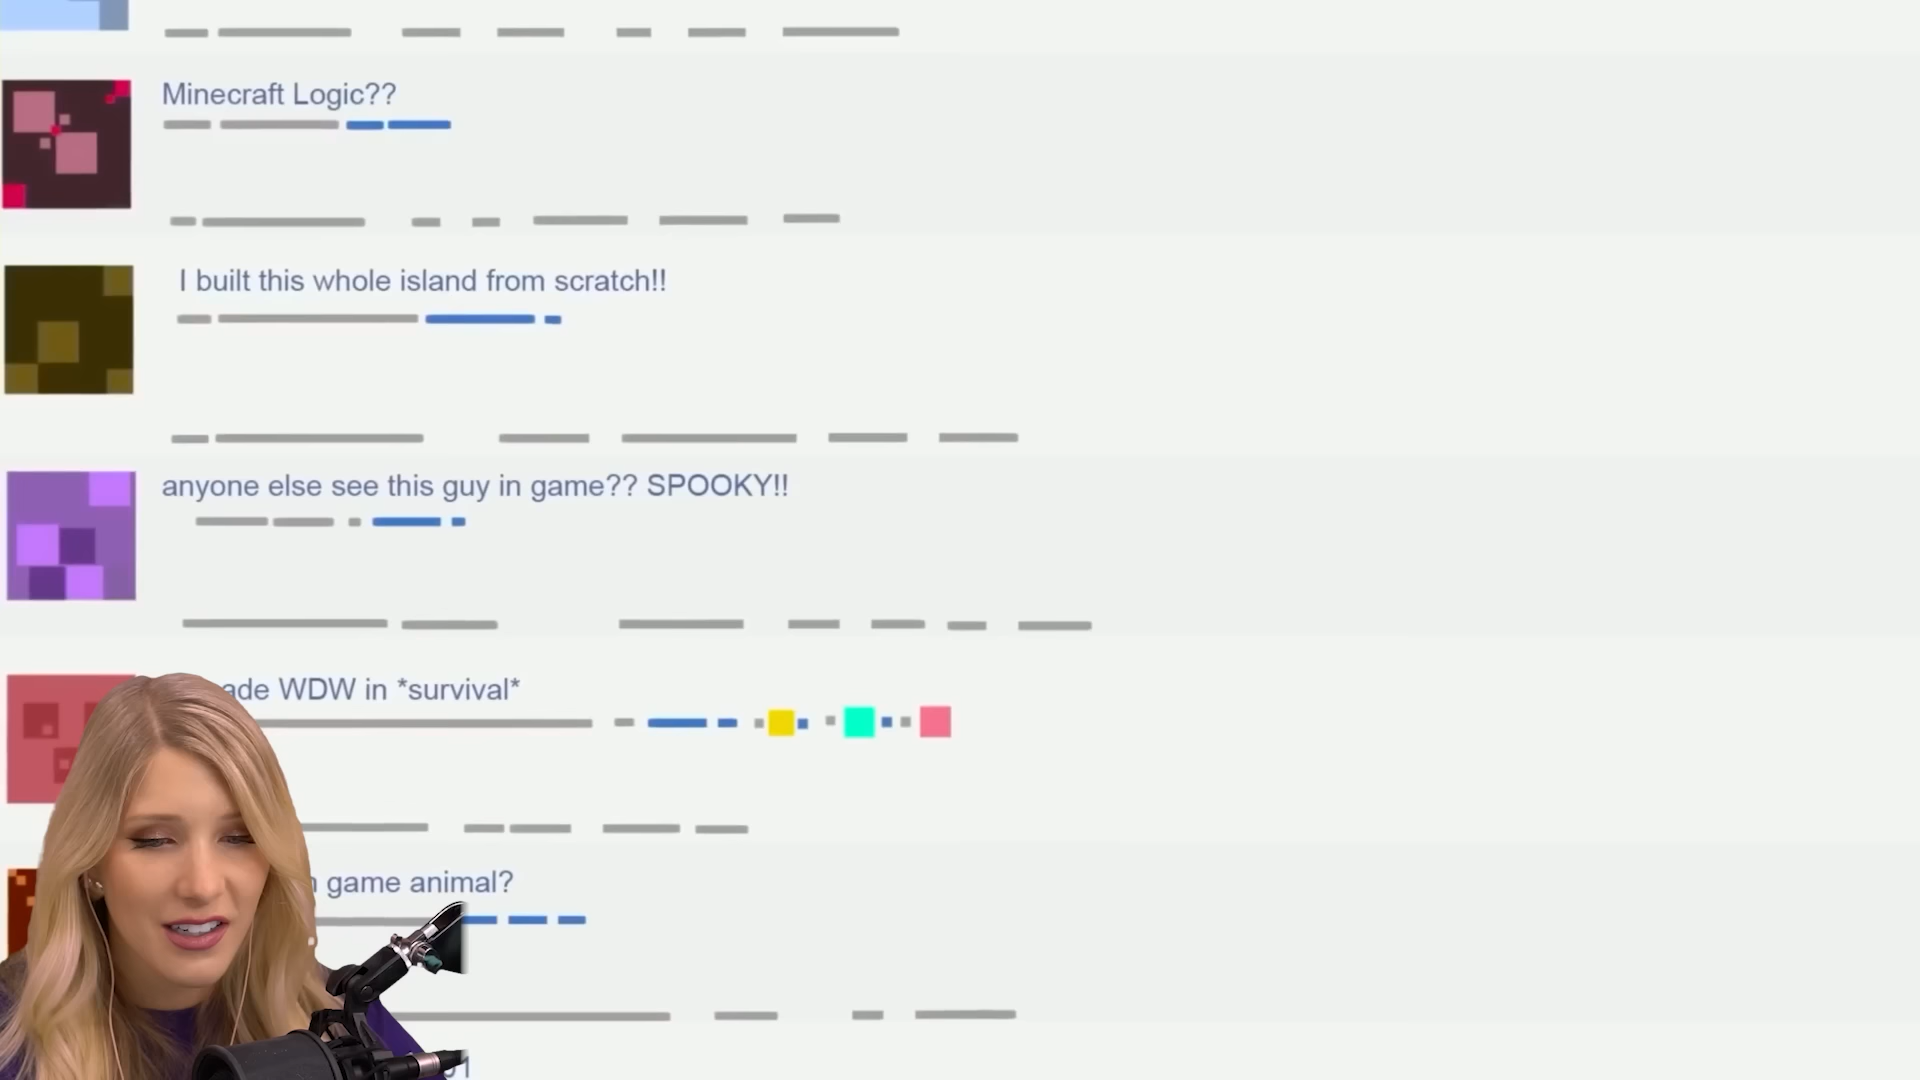 Minecraft Logic??
I built this whole island from scratch!!
anyone else see this guy in game?? SPOOKY!!
WDW in *survival*
game animal?